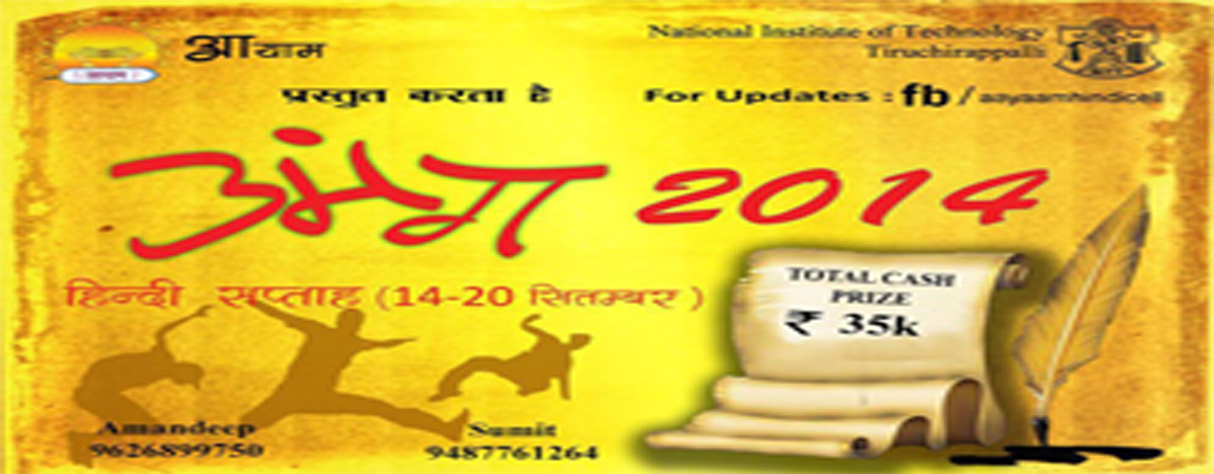 आयाम
National Institute of Technology
Tiruchirappalli
प्रस्तुत करता है
For Updates : fb / aayaamhindicell
उमंग 2014
हिन्दी सप्ताह (14-20 सितम्बर)
TOTAL CASH
PRIZE
₹ 35k
Amandeep
9626899750
Sumit
9487761264